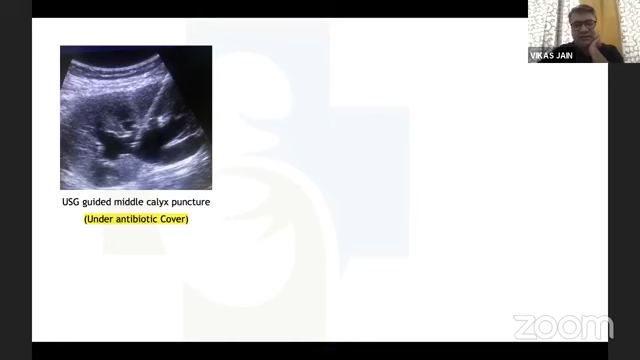 VIKAS JAIN
USG guided middle calyx puncture
(Under antibiotic Cover)
zoom